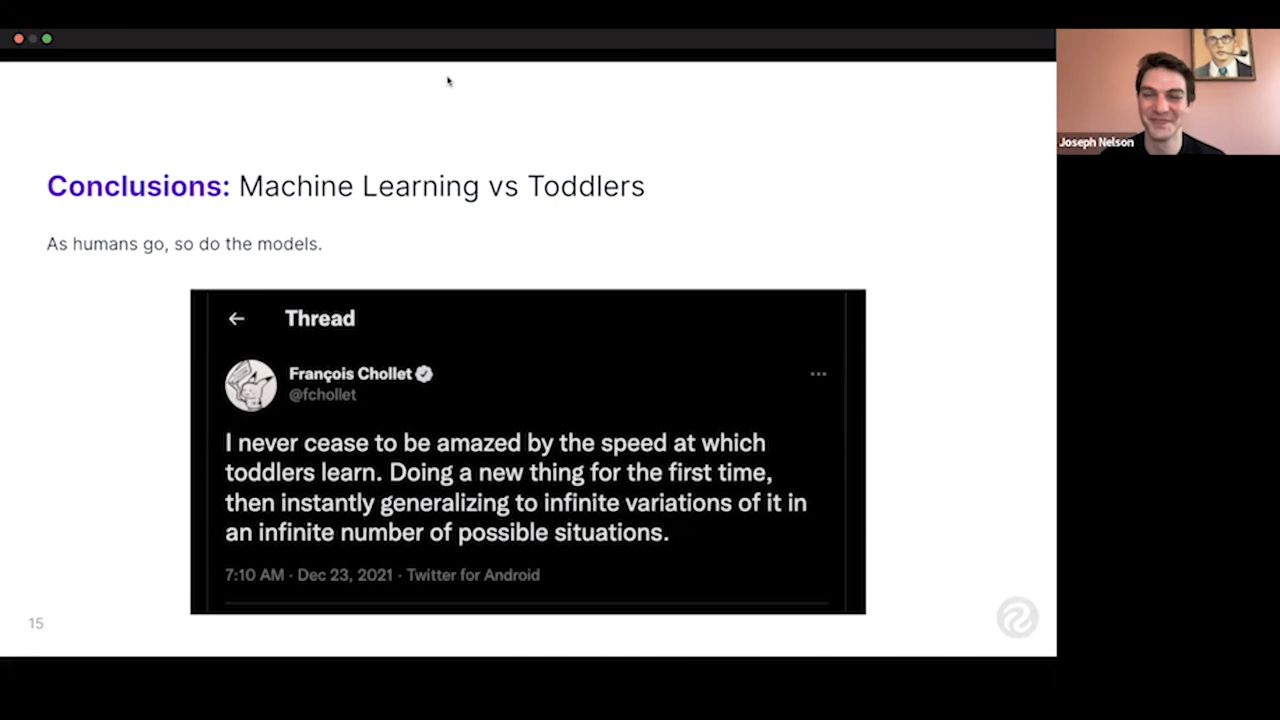 Joseph Nelson
Conclusions: Machine Learning vs Toddlers
As humans go, so do the models.
Thread
François Chollet
@fchollet
I never cease to be amazed by the speed at which
toddlers learn. Doing a new thing for the first time,
then instantly generalizing to infinite variations of it in
an infinite number of possible situations.
7:10 AM · Dec 23, 2021 · Twitter for Android
15